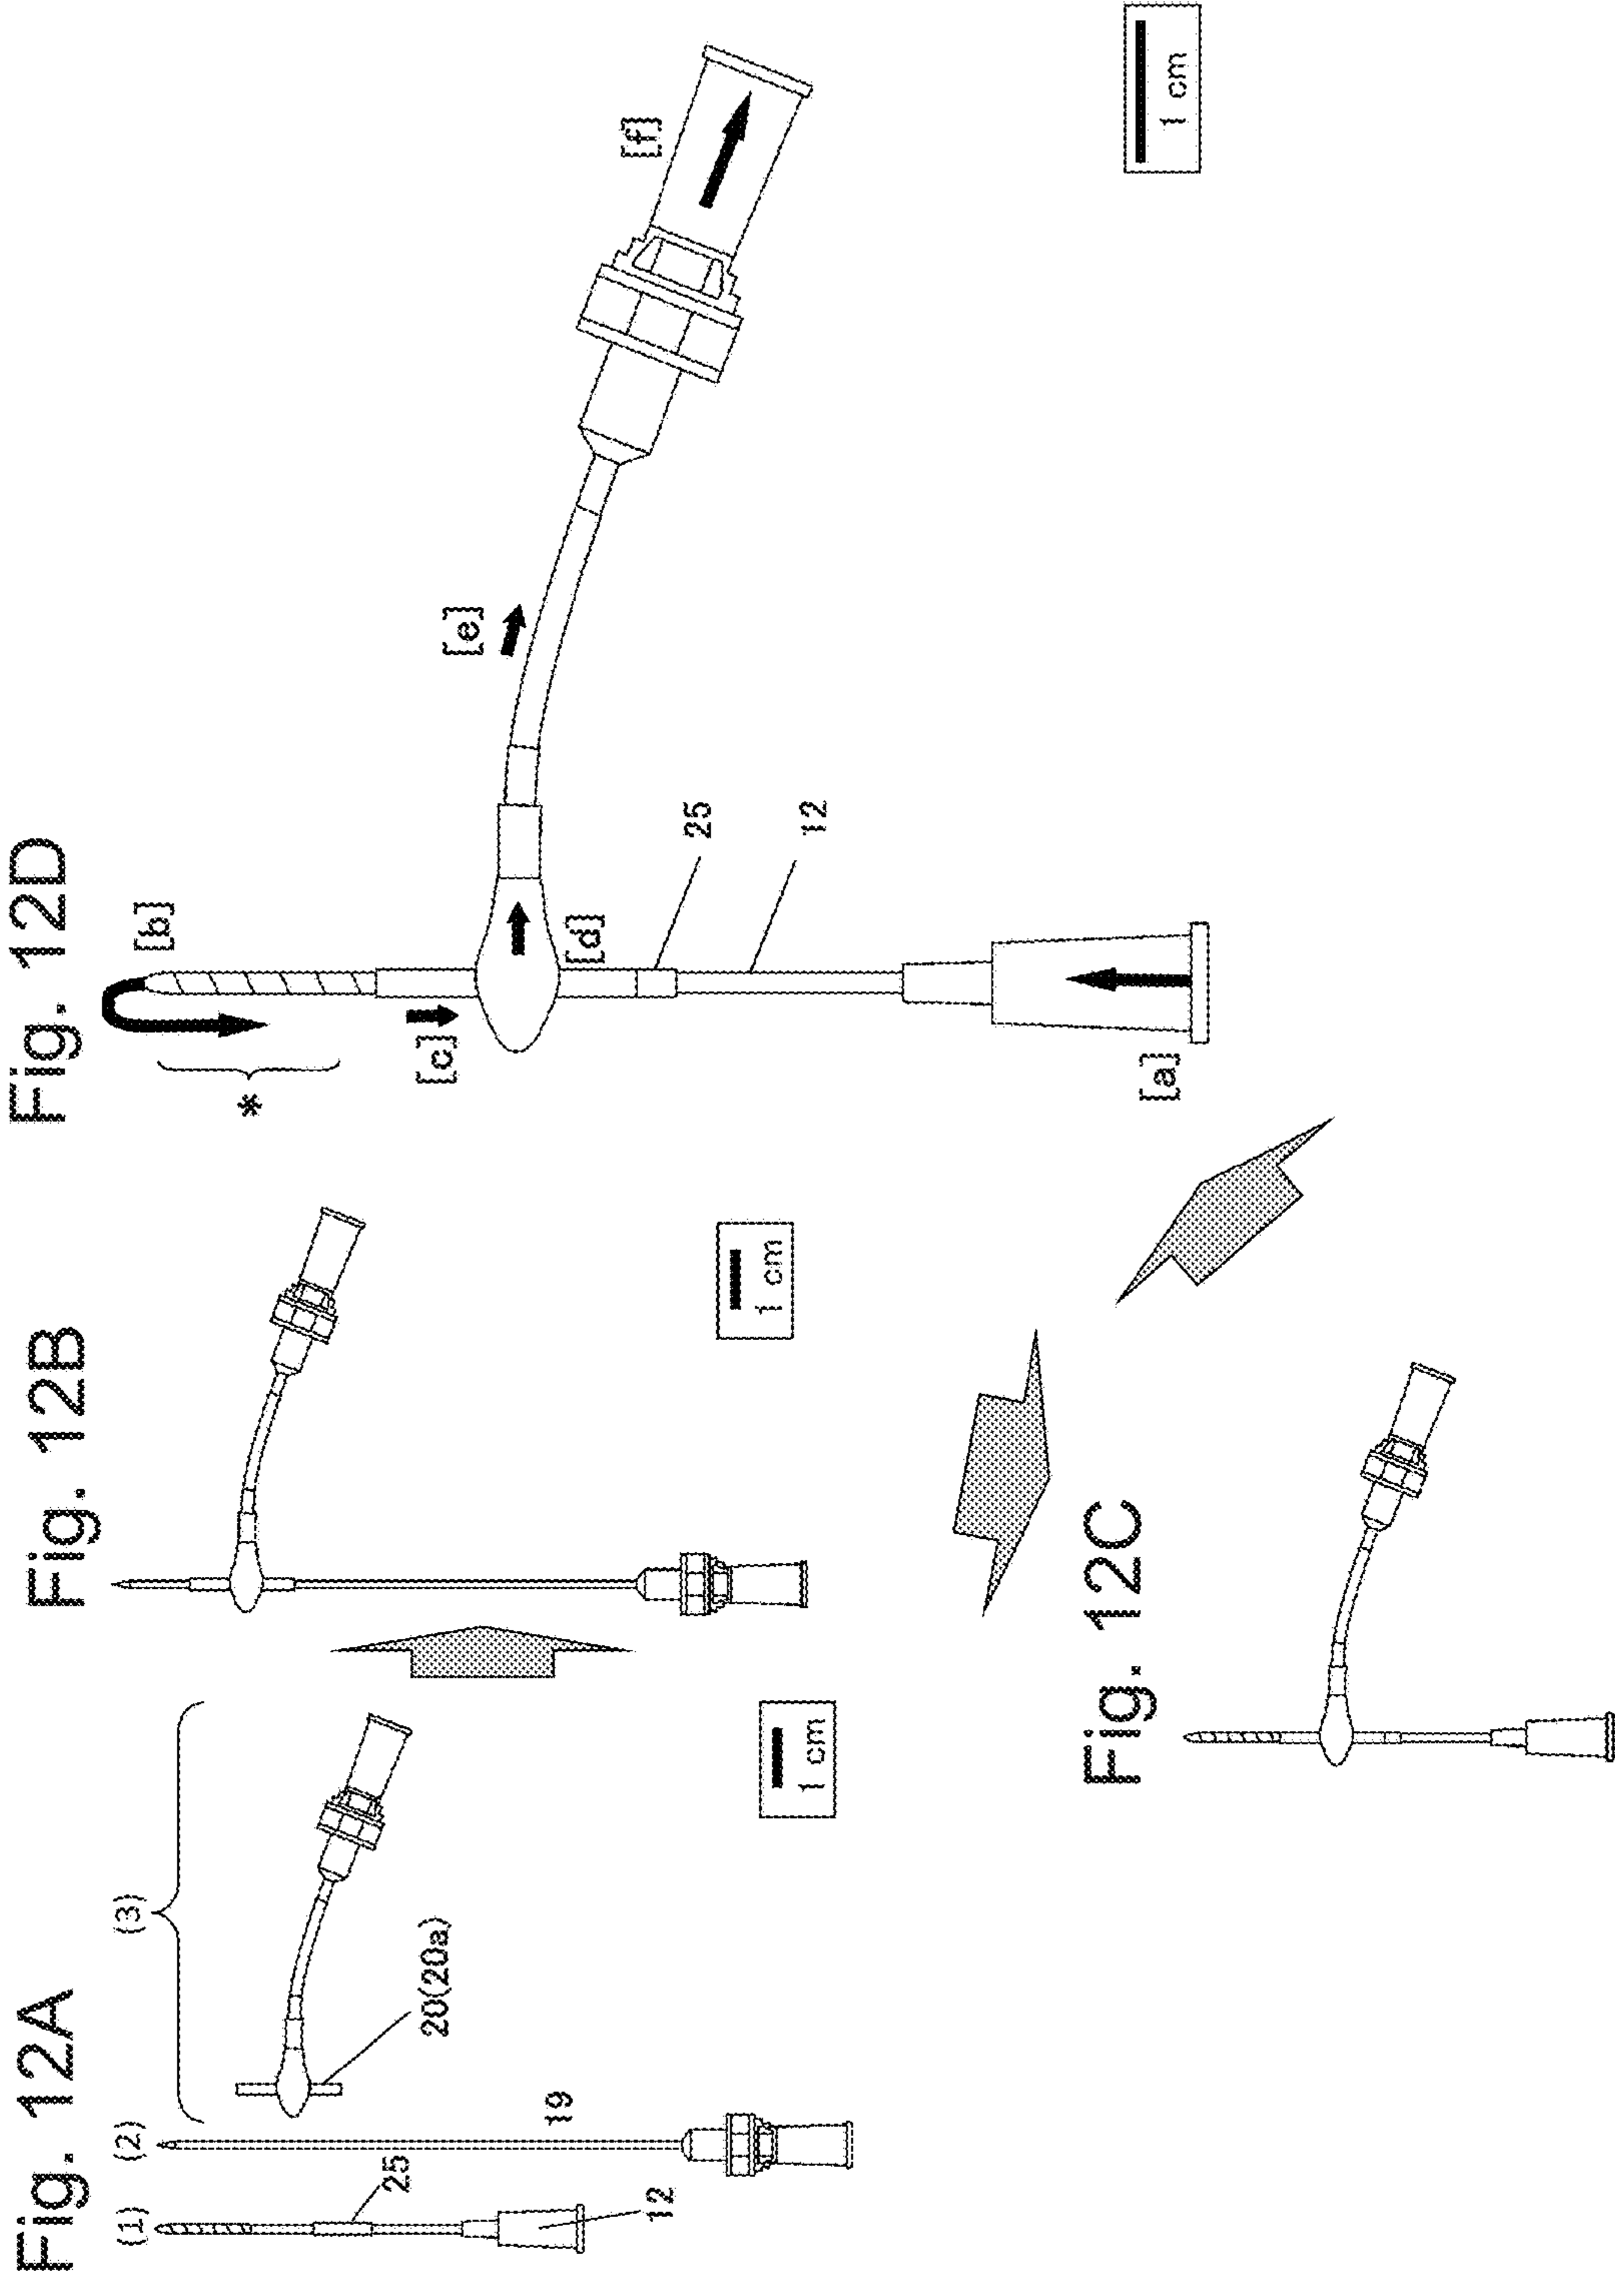 Fig. 12A
(1)
(2)
(3)
25
12
19
20(20a)
1 cm
Fig. 12B
1 cm
Fig. 12C
Fig. 12D
[b]
*
[c]
[d]
[e]
[f]
25
12
[a]
1 cm